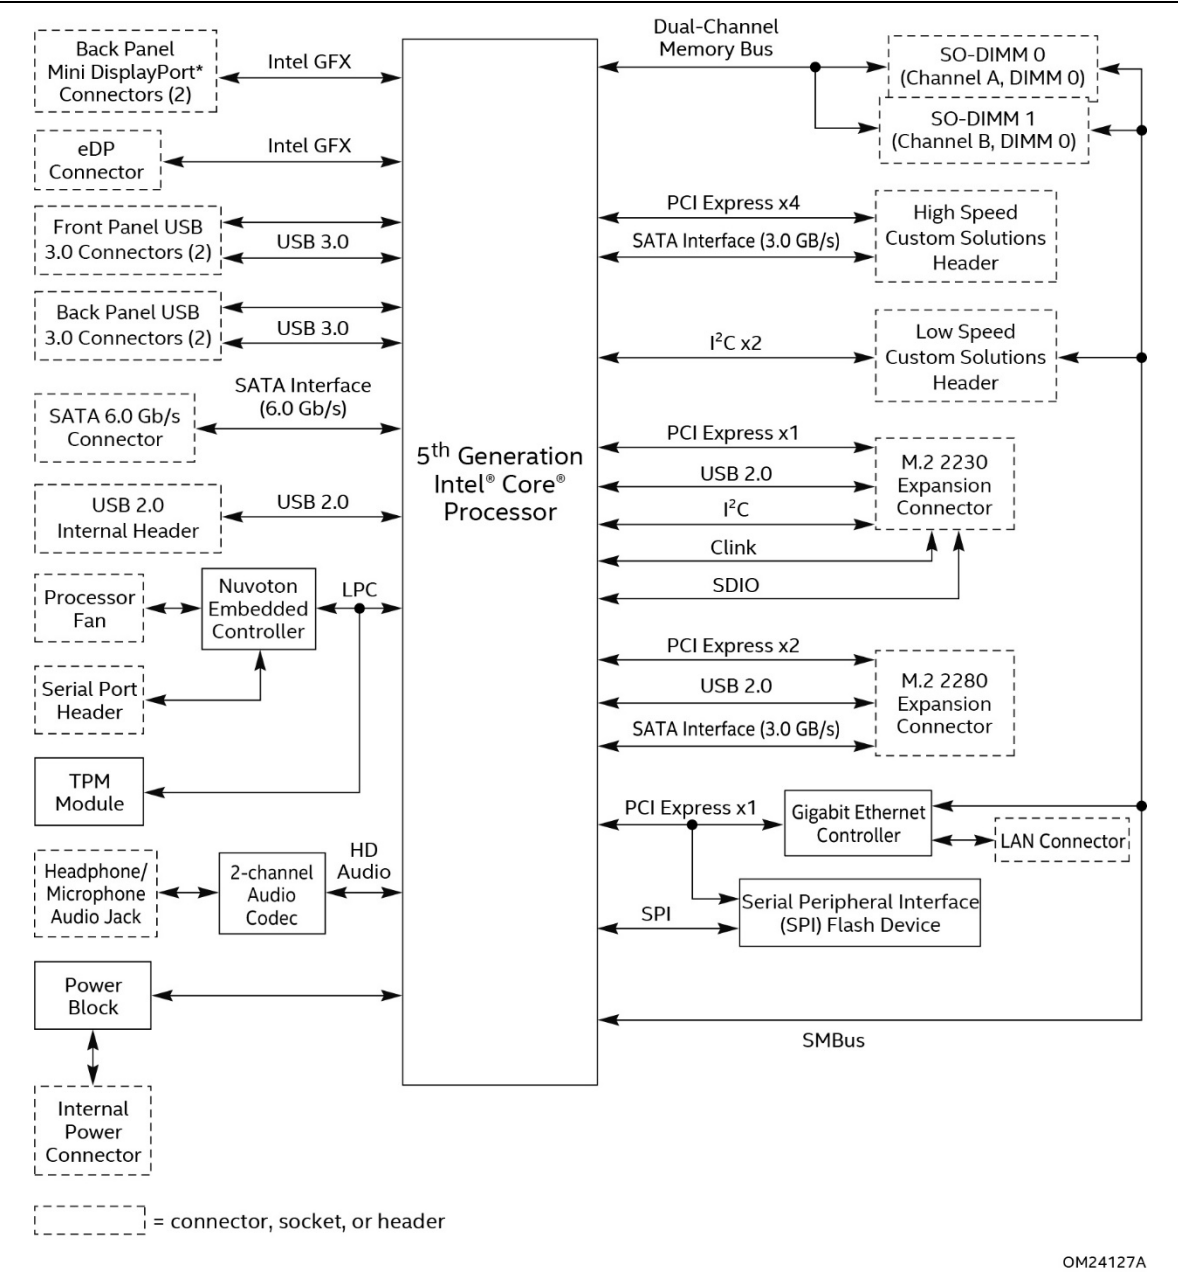 Back Panel
Mini DisplayPort*
Connectors (2)
Intel GFX
eDP
Connector
Intel GFX
Front Panel USB
3.0 Connectors (2)
USB 3.0
Back Panel USB
3.0 Connectors (2)
USB 3.0
SATA 6.0 Gb/s
Connector
SATA Interface
(6.0 Gb/s)
USB 2.0
Internal Header
USB 2.0
Processor
Fan
Nuvoton
Embedded
Controller
LPC
Serial Port
Header
TPM
Module
Headphone/
Microphone
Audio Jack
2-channel
Audio
Codec
HD
Audio
Power
Block
Internal
Power
Connector
5th Generation
Intel® Core®
Processor
Dual-Channel
Memory Bus
SO-DIMM 0
(Channel A, DIMM 0)
SO-DIMM 1
(Channel B, DIMM 0)
PCI Express x4
SATA Interface (3.0 GB/s)
High Speed
Custom Solutions
Header
I²C x2
Low Speed
Custom Solutions
Header
PCI Express x1
USB 2.0
I²C
Clink
SDIO
M.2 2230
Expansion
Connector
PCI Express x2
USB 2.0
SATA Interface (3.0 GB/s)
M.2 2280
Expansion
Connector
PCI Express x1
Gigabit Ethernet
Controller
LAN Connector
SPI
Serial Peripheral Interface
(SPI) Flash Device
SMBus
= connector, socket, or header
OM24127A